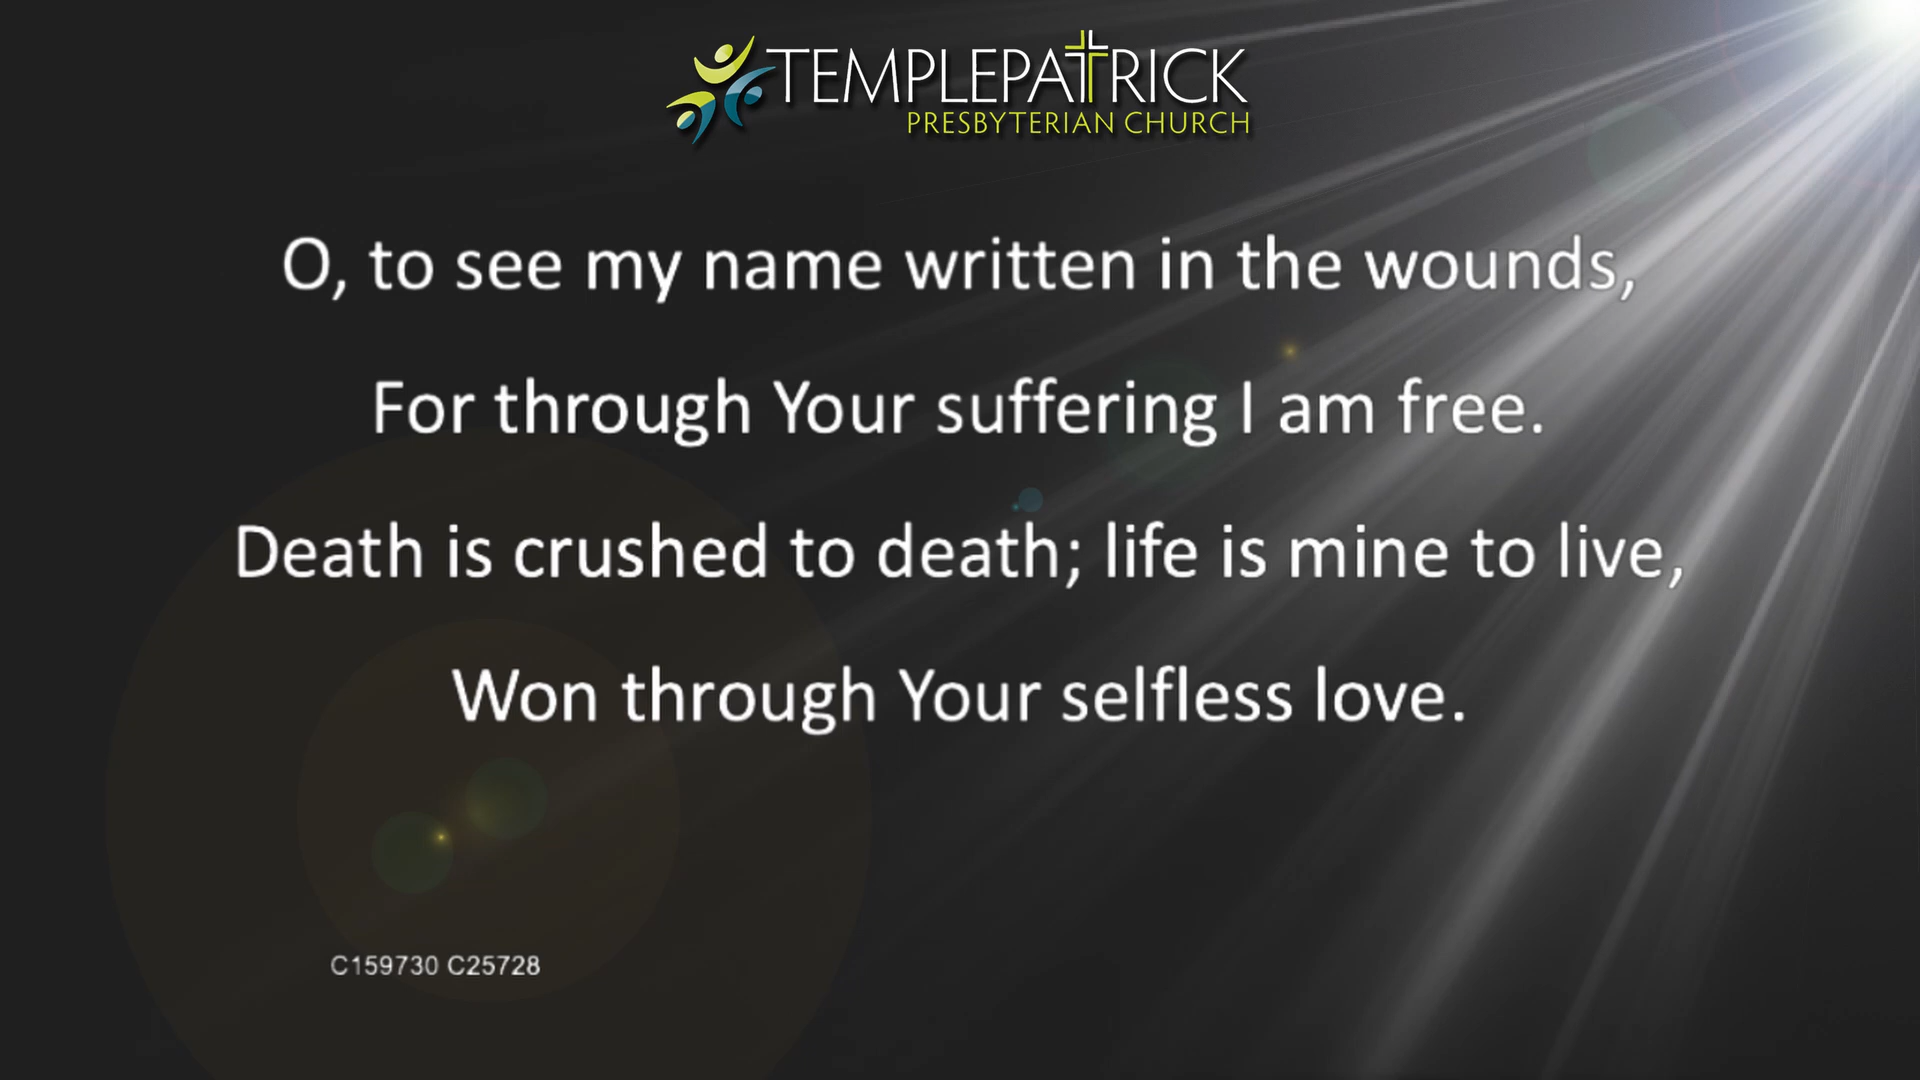 TEMPLEPATRICK
PRESBYTERIAN CHURCH
O, to see my name written in the wounds,
For through Your suffering I am free.
Death is crushed to death; life is mine to live,
Won through Your selfless love.
C159730 C25728